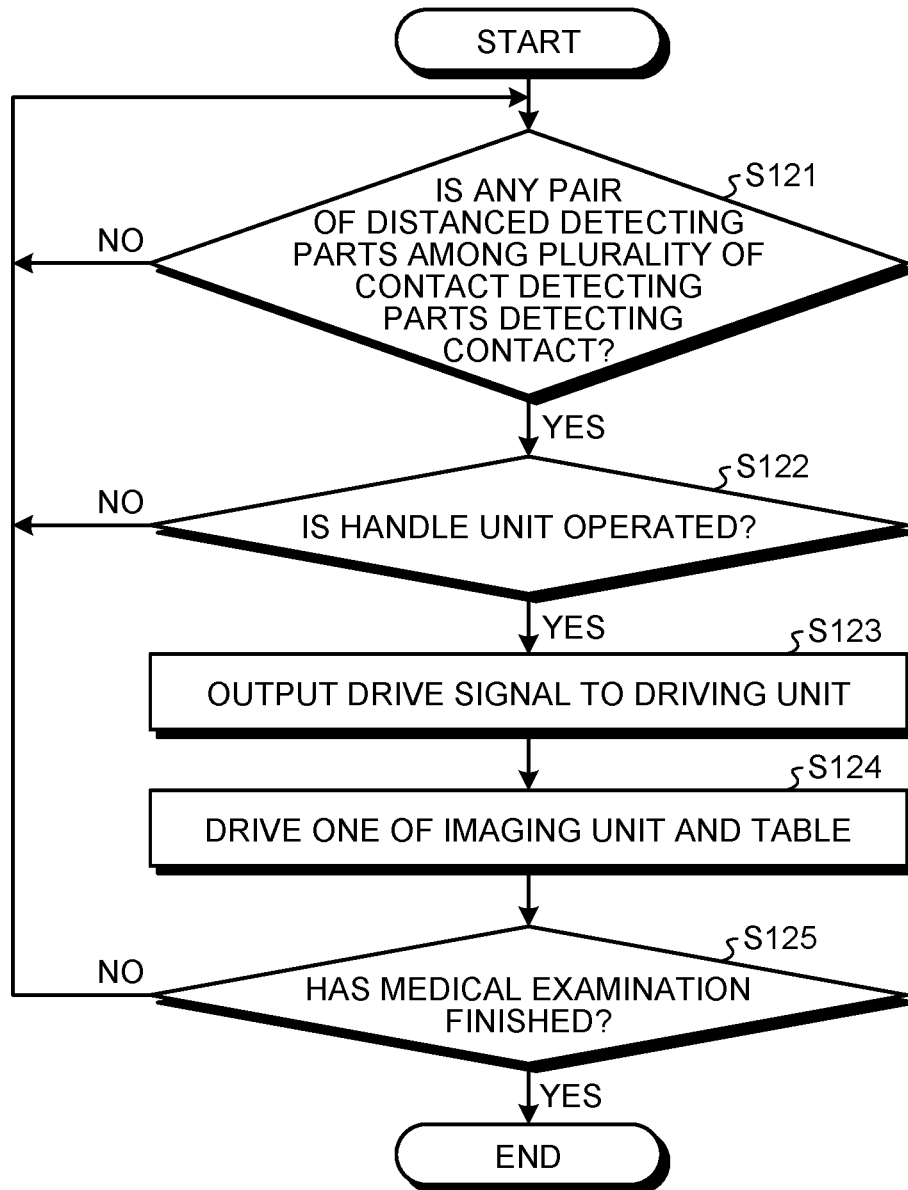 START
S121
IS ANY PAIR
OF DISTANCED DETECTING
PARTS AMONG PLURALITY OF
CONTACT DETECTING
PARTS DETECTING
CONTACT?
NO
YES
S122
NO
IS HANDLE UNIT OPERATED?
YES
S123
OUTPUT DRIVE SIGNAL TO DRIVING UNIT
S124
DRIVE ONE OF IMAGING UNIT AND TABLE
S125
NO
HAS MEDICAL EXAMINATION
FINISHED?
YES
END